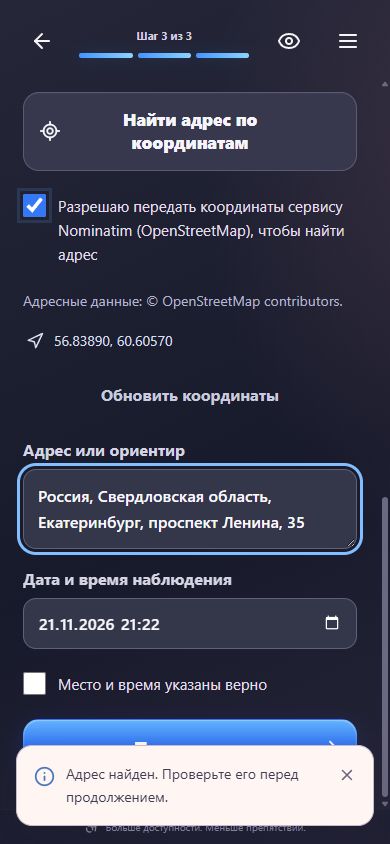 Шаг 3 из 3
Найти адрес по
координатам
Разрешаю передать координаты сервису
Nominatim (OpenStreetMap), чтобы найти
адрес
Адресные данные: © OpenStreetMap contributors.
56.83890, 60.60570
Обновить координаты
Адрес или ориентир
Россия, Свердловская область,
Екатеринбург, проспект Ленина, 35
Дата и время наблюдения
21.11.2026 21:22
Место и время указаны верно
Адрес найден. Проверьте его перед
продолжением.
Больше доступности. Меньше препятствий.